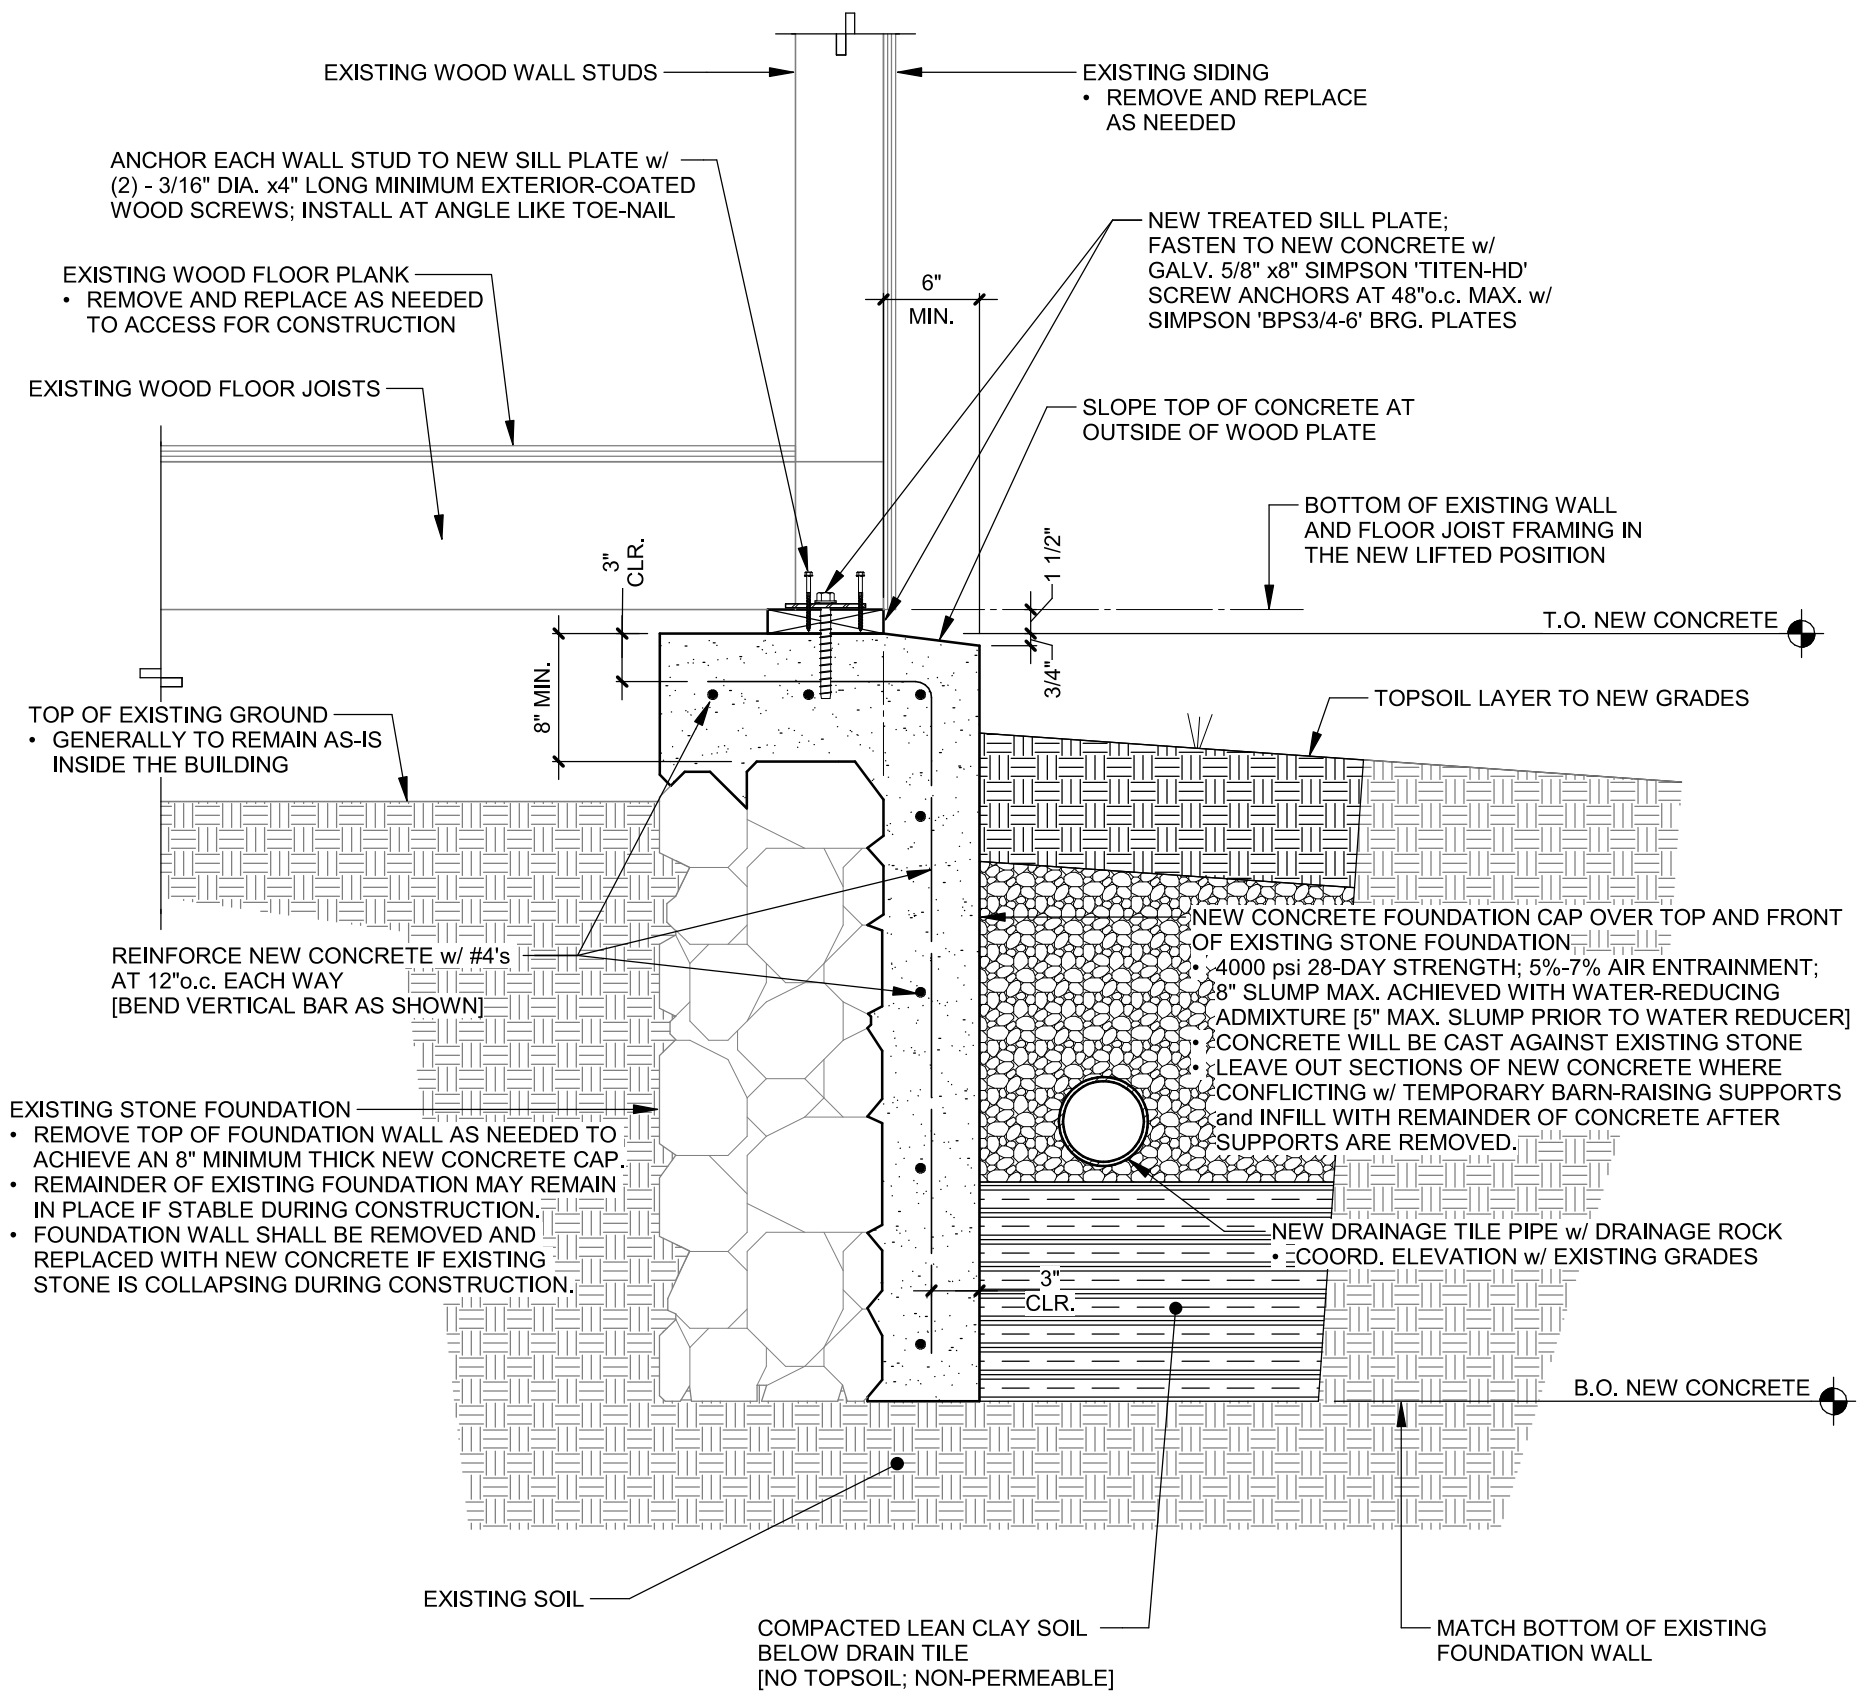 EXISTING WOOD WALL STUDS
EXISTING SIDING
• REMOVE AND REPLACE
AS NEEDED
ANCHOR EACH WALL STUD TO NEW SILL PLATE w/
(2) - 3/16" DIA. x4" LONG MINIMUM EXTERIOR-COATED
WOOD SCREWS; INSTALL AT ANGLE LIKE TOE-NAIL
NEW TREATED SILL PLATE;
FASTEN TO NEW CONCRETE w/
GALV. 5/8" x8" SIMPSON 'TITEN-HD'
SCREW ANCHORS AT 48"o.c. MAX. w/
SIMPSON 'BPS3/4-6' BRG. PLATES
EXISTING WOOD FLOOR PLANK
• REMOVE AND REPLACE AS NEEDED
TO ACCESS FOR CONSTRUCTION
6"
MIN.
EXISTING WOOD FLOOR JOISTS
SLOPE TOP OF CONCRETE AT
OUTSIDE OF WOOD PLATE
BOTTOM OF EXISTING WALL
AND FLOOR JOIST FRAMING IN
THE NEW LIFTED POSITION
3"
CLR.
1 1/2"
T.O. NEW CONCRETE
8" MIN.
3/4"
TOPSOIL LAYER TO NEW GRADES
TOP OF EXISTING GROUND
• GENERALLY TO REMAIN AS-IS
INSIDE THE BUILDING
NEW CONCRETE FOUNDATION CAP OVER TOP AND FRONT
OF EXISTING STONE FOUNDATION
• 4000 psi 28-DAY STRENGTH; 5%-7% AIR ENTRAINMENT;
8" SLUMP MAX. ACHIEVED WITH WATER-REDUCING
ADMIXTURE [5" MAX. SLUMP PRIOR TO WATER REDUCER]
• CONCRETE WILL BE CAST AGAINST EXISTING STONE
• LEAVE OUT SECTIONS OF NEW CONCRETE WHERE
CONFLICTING w/ TEMPORARY BARN-RAISING SUPPORTS
and INFILL WITH REMAINDER OF CONCRETE AFTER
SUPPORTS ARE REMOVED.
REINFORCE NEW CONCRETE w/ #4's
AT 12"o.c. EACH WAY
[BEND VERTICAL BAR AS SHOWN]
EXISTING STONE FOUNDATION
• REMOVE TOP OF FOUNDATION WALL AS NEEDED TO
ACHIEVE AN 8" MINIMUM THICK NEW CONCRETE CAP.
• REMAINDER OF EXISTING FOUNDATION MAY REMAIN
IN PLACE IF STABLE DURING CONSTRUCTION.
• FOUNDATION WALL SHALL BE REMOVED AND
REPLACED WITH NEW CONCRETE IF EXISTING
STONE IS COLLAPSING DURING CONSTRUCTION.
NEW DRAINAGE TILE PIPE w/ DRAINAGE ROCK
• COORD. ELEVATION w/ EXISTING GRADES
3"
CLR.
B.O. NEW CONCRETE
EXISTING SOIL
COMPACTED LEAN CLAY SOIL
BELOW DRAIN TILE
[NO TOPSOIL; NON-PERMEABLE]
MATCH BOTTOM OF EXISTING
FOUNDATION WALL